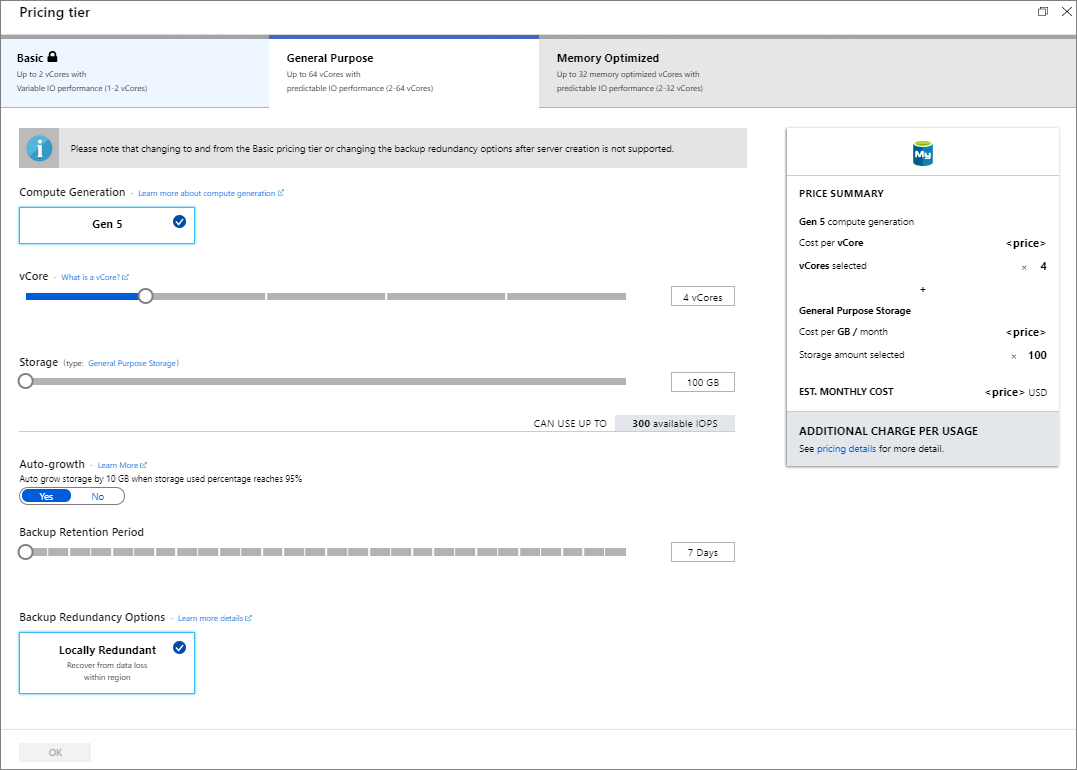 Pricing tier
Basic
Up to 2 vCores with
Variable IO performance (1-2 vCores)
General Purpose
Up to 64 vCores with
predictable IO performance (2-64 vCores)
Memory Optimized
Up to 32 memory optimized vCores with
predictable IO performance (2-32 vCores)
Please note that changing to and from the Basic pricing tier or changing the backup redundancy options after server creation is not supported.
Compute Generation - Learn more about compute generation
Gen 5
vCore - What is a vCore?
4 vCores
Storage (type: General Purpose Storage)
100 GB
CAN USE UP TO 300 available IOPS
Auto-growth - Learn More
Auto grow storage by 10 GB when storage used percentage reaches 95%
Yes No
Backup Retention Period
7 Days
Backup Redundancy Options - Learn more details
Locally Redundant
Recover from data loss
within region
OK
My
PRICE SUMMARY
Gen 5 compute generation
Cost per vCore <price>
vCores selected × 4
+
General Purpose Storage
Cost per GB / month <price>
Storage amount selected × 100
EST. MONTHLY COST <price> USD
ADDITIONAL CHARGE PER USAGE
See pricing details for more detail.